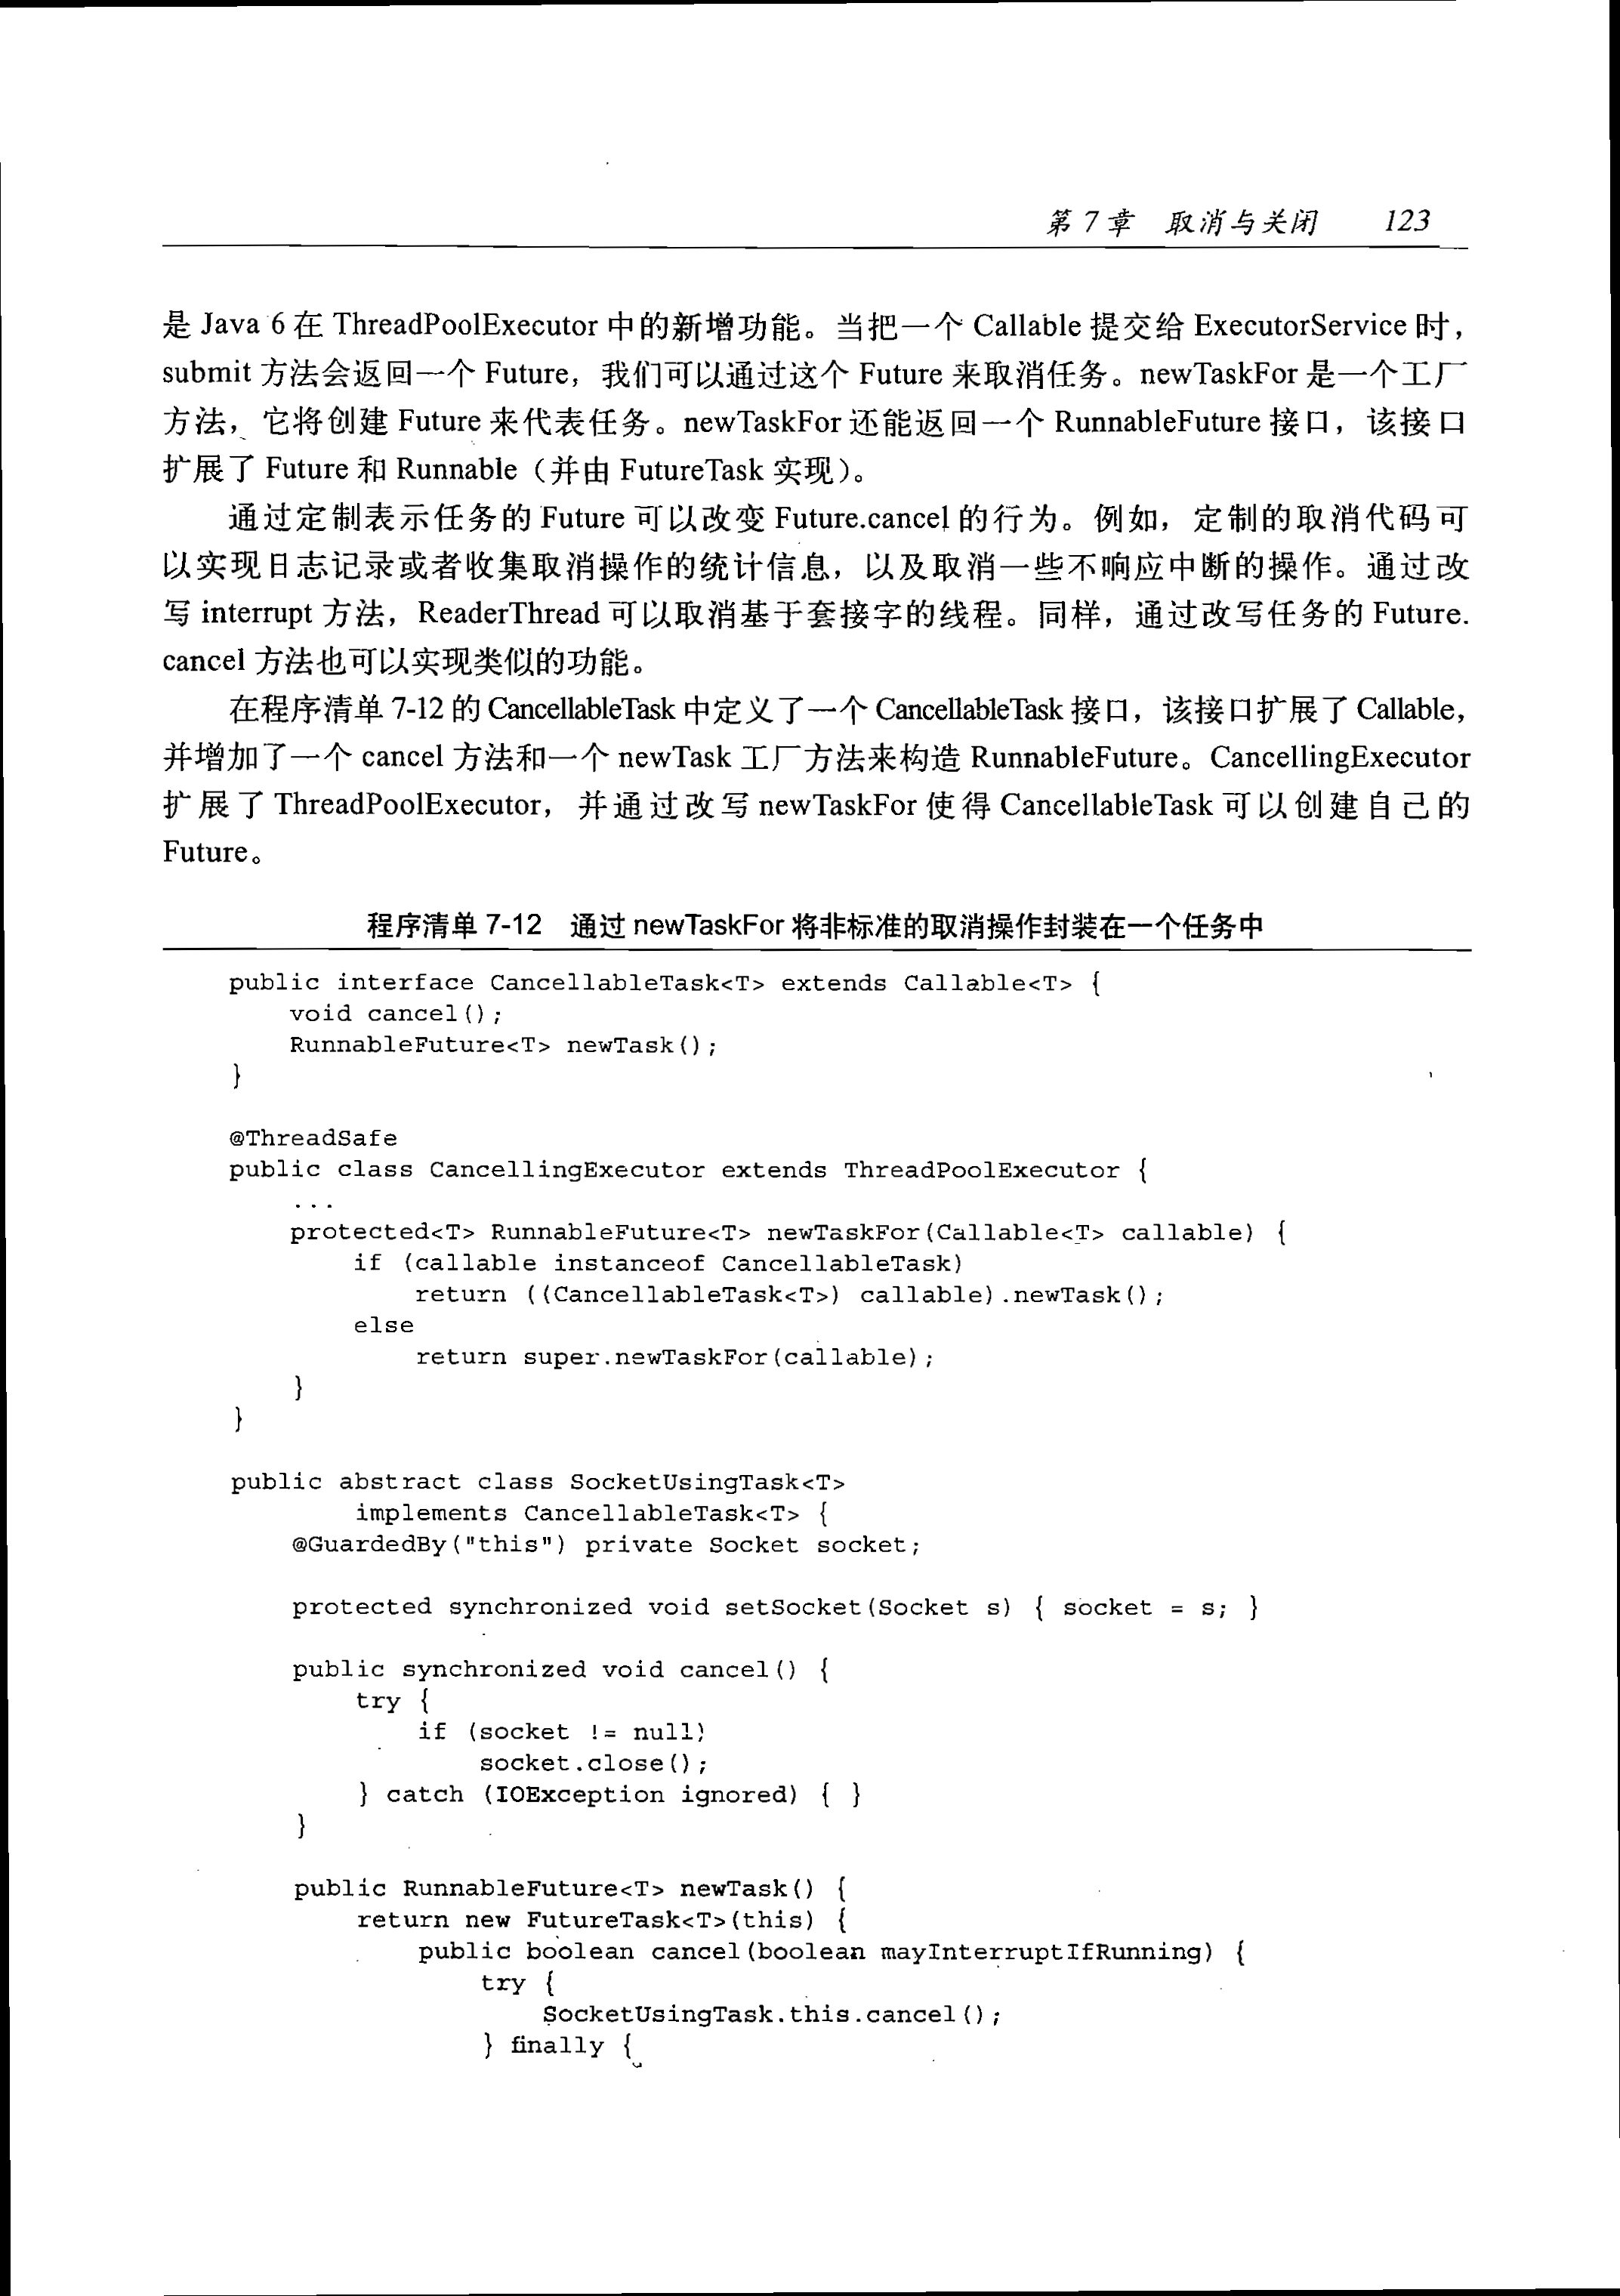 第 7 章 取消与关闭 123
是 Java 6 在 ThreadPoolExecutor 中的新增功能。当把一个 Callable 提交给 ExecutorService 时，
submit 方法会返回一个 Future，我们可以通过这个 Future 来取消任务。newTaskFor 是一个工厂
方法，它将创建 Future 来代表任务。newTaskFor 还能返回一个 RunnableFuture 接口，该接口
扩展了 Future 和 Runnable（并由 FutureTask 实现）。
通过定制表示任务的 Future 可以改变 Future.cancel 的行为。例如，定制的取消代码可
以实现日志记录或者收集取消操作的统计信息，以及取消一些不响应中断的操作。通过改
写 interrupt 方法，ReaderThread 可以取消基于套接字的线程。同样，通过改写任务的 Future.
cancel 方法也可以实现类似的功能。
在程序清单 7-12 的 CancellableTask 中定义了一个 CancellableTask 接口，该接口扩展了 Callable，
并增加了一个 cancel 方法和一个 newTask 工厂方法来构造 RunnableFuture。CancellingExecutor
扩展了 ThreadPoolExecutor，并通过改写 newTaskFor 使得 CancellableTask 可以创建自己的
Future。
程序清单 7-12 通过 newTaskFor 将非标准的取消操作封装在一个任务中
public interface CancellableTask<T> extends Callable<T> {
    void cancel();
    RunnableFuture<T> newTask();
}
@ThreadSafe
public class CancellingExecutor extends ThreadPoolExecutor {
    ...
    protected<T> RunnableFuture<T> newTaskFor(Callable<T> callable) {
        if (callable instanceof CancellableTask)
            return ((CancellableTask<T>) callable).newTask();
        else
            return super.newTaskFor(callable);
    }
}
public abstract class SocketUsingTask<T>
        implements CancellableTask<T> {
    @GuardedBy("this") private Socket socket;
    protected synchronized void setSocket(Socket s) { socket = s; }
    public synchronized void cancel() {
        try {
            if (socket != null)
                socket.close();
        } catch (IOException ignored) { }
    }
    public RunnableFuture<T> newTask() {
        return new FutureTask<T>(this) {
            public boolean cancel(boolean mayInterruptIfRunning) {
                try {
                    SocketUsingTask.this.cancel();
                } finally {